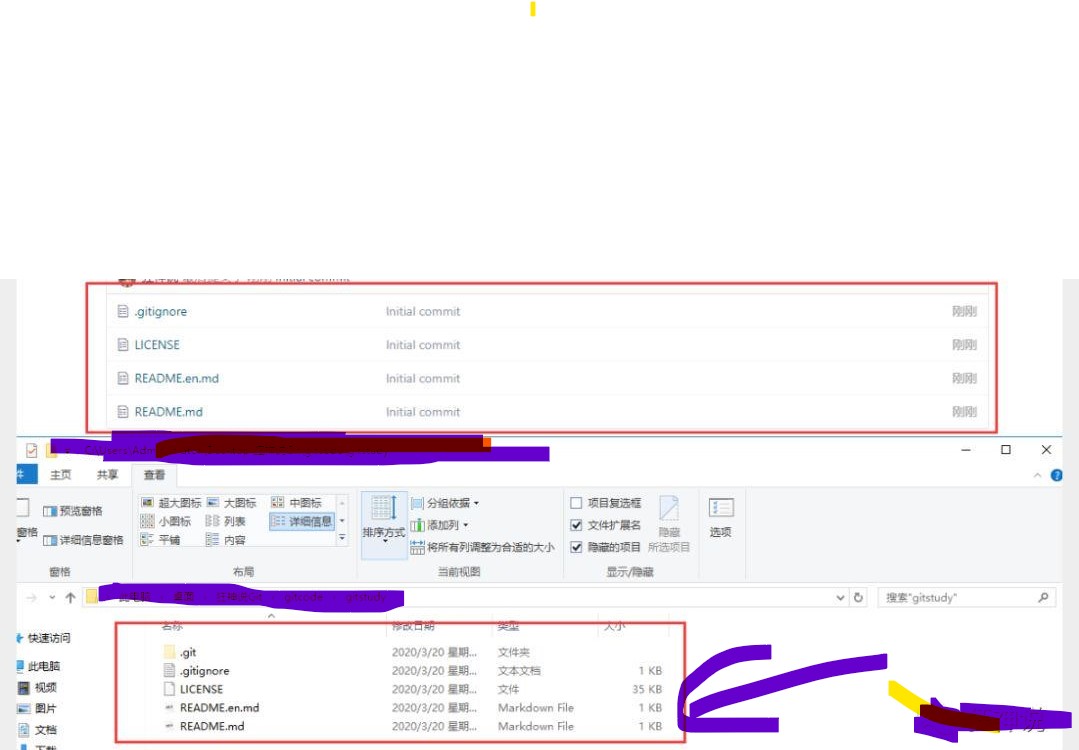 Initial commit
.gitignore Initial commit 刚刚
LICENSE Initial commit 刚刚
README.en.md Initial commit 刚刚
README.md Initial commit 刚刚
主页 共享 查看
预览窗格 超大图标 大图标 中图标 分组依据 项目复选框
窗格 详细信息窗格 小图标 列表 详细信息 排序方式 添加列 文件扩展名 隐藏 选项
平铺 内容 将所有列调整为合适的大小 隐藏的项目 所选项目
窗格 布局 当前视图 显示/隐藏
此电脑 桌面 gitcode gitstudy 搜索"gitstudy"
名称 修改日期 类型 大小
快速访问
.git 2020/3/20 星期... 文件夹
此电脑 .gitignore 2020/3/20 星期... 文本文档 1 KB
视频 LICENSE 2020/3/20 星期... 文件 35 KB
图片 README.en.md 2020/3/20 星期... Markdown File 1 KB
文档 README.md 2020/3/20 星期... Markdown File 1 KB
下载